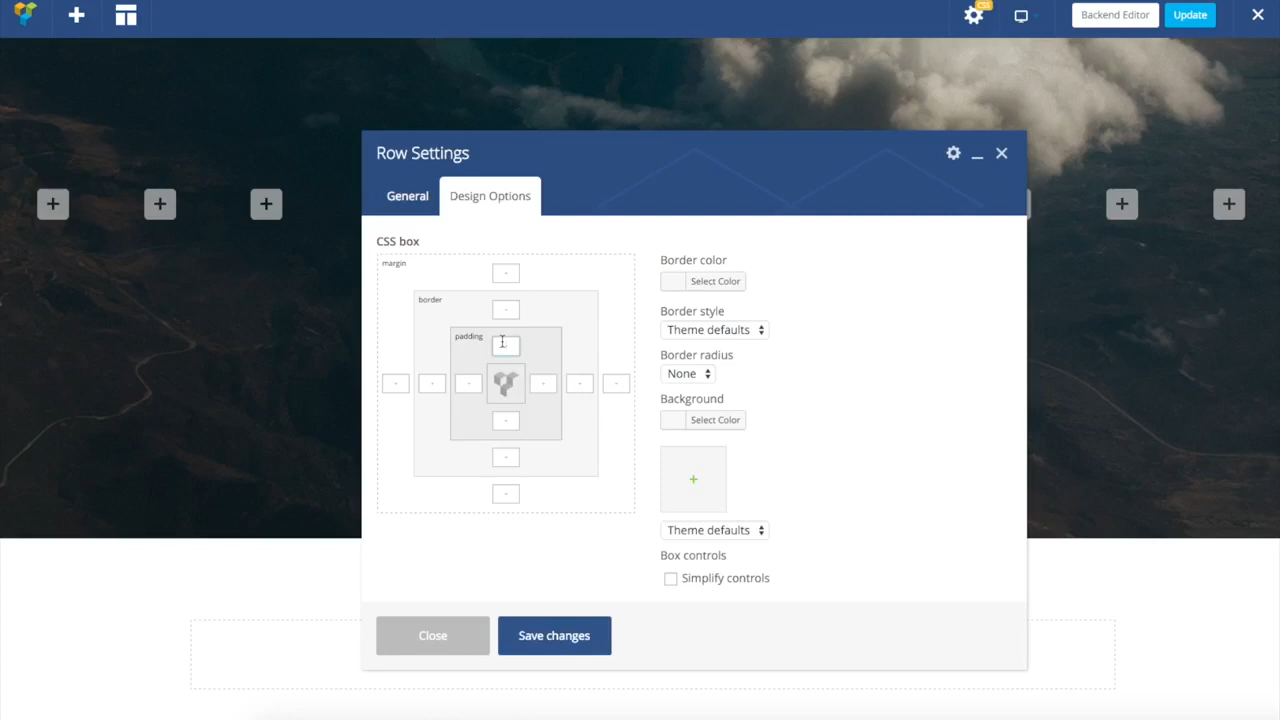 CSS
Backend Editor
Update
Row Settings
General
Design Options
CSS box
margin
border
padding
Border color
Select Color
Border style
Theme defaults
Border radius
None
Background
Select Color
Theme defaults
Box controls
Simplify controls
Close
Save changes